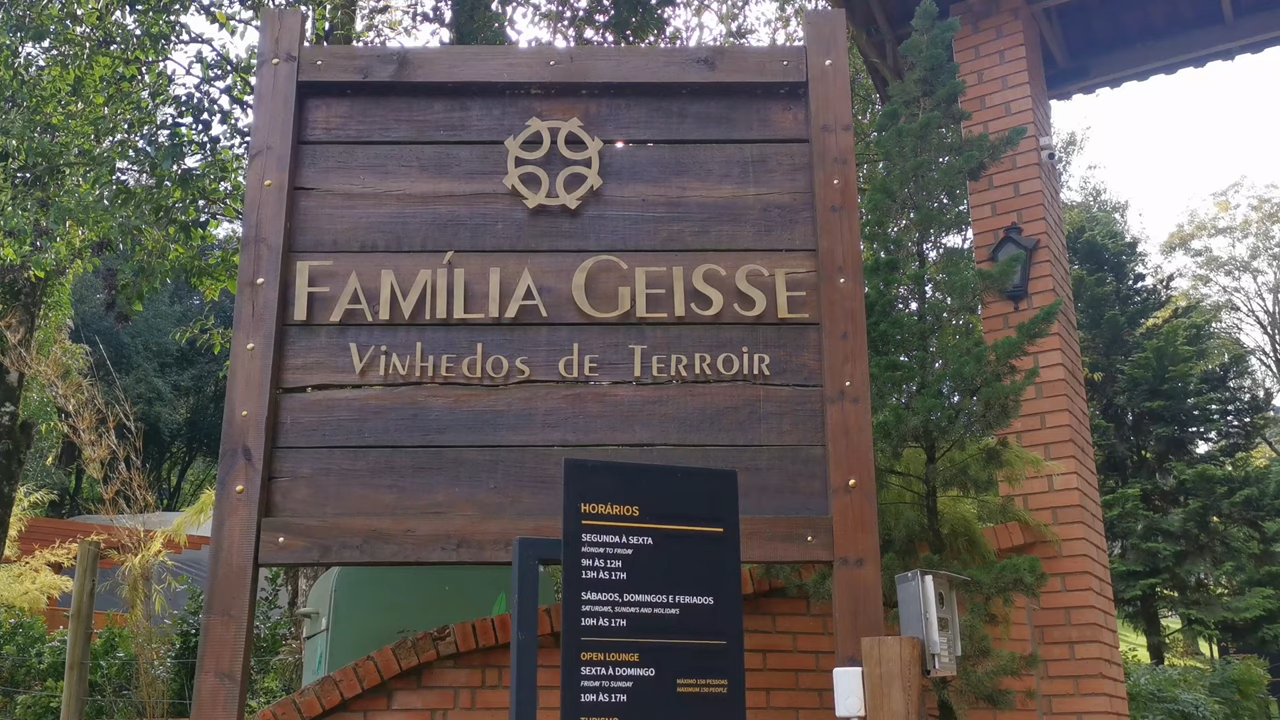 FAMÍLIA GEISSE
VINHEDOS DE TERROIR
HORÁRIOS
SEGUNDA À SEXTA
MONDAY TO FRIDAY
9H ÀS 12H
13H ÀS 17H
SÁBADOS, DOMINGOS E FERIADOS
SATURDAYS, SUNDAYS AND HOLIDAYS
10H ÀS 17H
OPEN LOUNGE
SEXTA À DOMINGO
FRIDAY TO SUNDAY
10H ÀS 17H
MÁXIMO 150 PESSOAS
MAXIMUM 150 PEOPLE
TURISMO